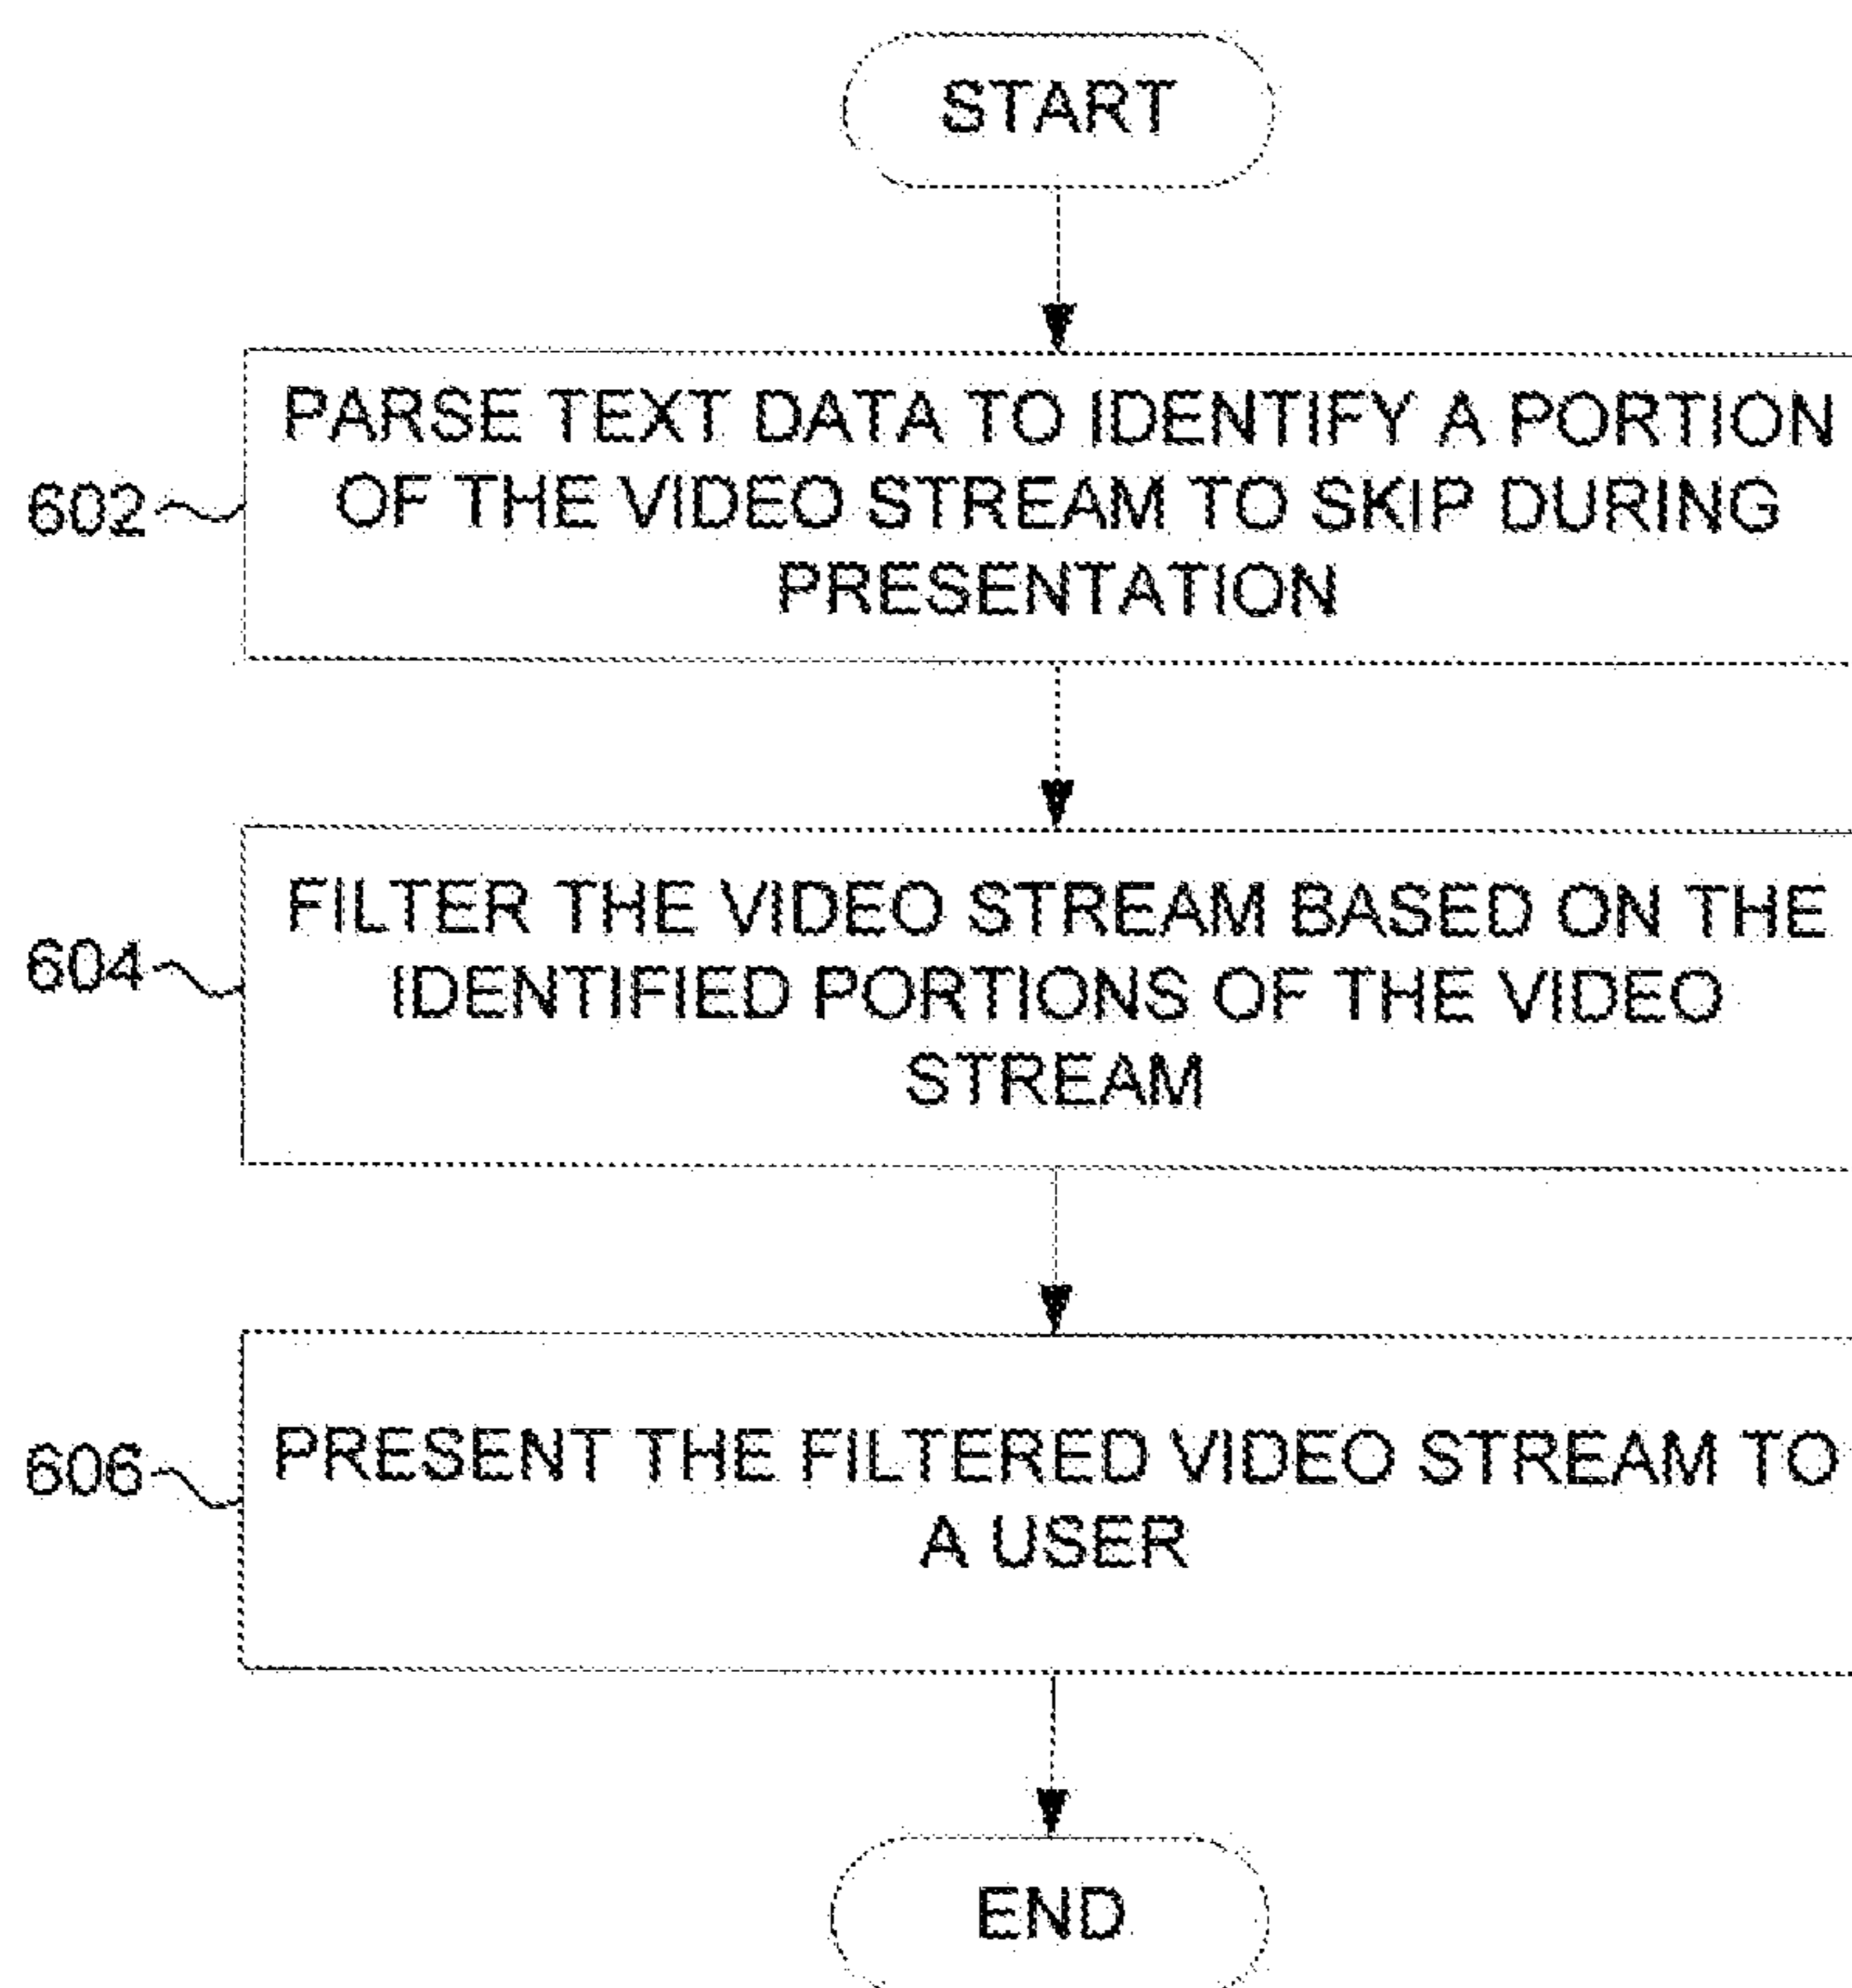 START
PARSE TEXT DATA TO IDENTIFY A PORTION
OF THE VIDEO STREAM TO SKIP DURING
PRESENTATION
602
FILTER THE VIDEO STREAM BASED ON THE
IDENTIFIED PORTIONS OF THE VIDEO
STREAM
604
PRESENT THE FILTERED VIDEO STREAM TO
A USER
606
END